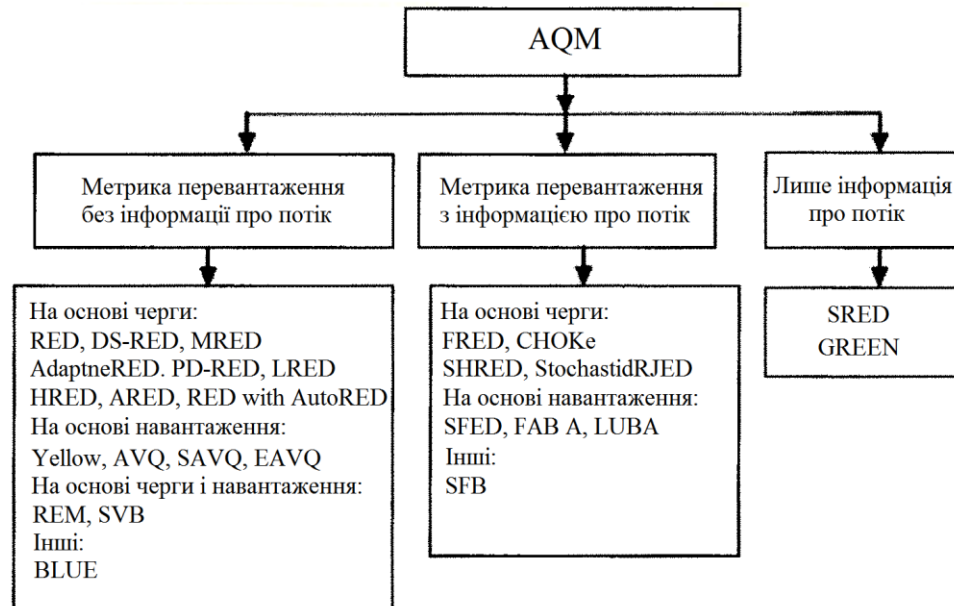 AQM
Метрика перевантаження
без інформації про потік
Метрика перевантаження
з інформацією про потік
Лише інформація
про потік
На основі черги:
RED, DS-RED, MRED
AdaptneRED. PD-RED, LRED
HRED, ARED, RED with AutoRED
На основі навантаження:
Yellow, AVQ, SAVQ, EAVQ
На основі черги і навантаження:
REM, SVB
Інші:
BLUE
На основі черги:
FRED, CHOKe
SHRED, StochastidRJED
На основі навантаження:
SFED, FAB A, LUBA
Інші:
SFB
SRED
GREEN